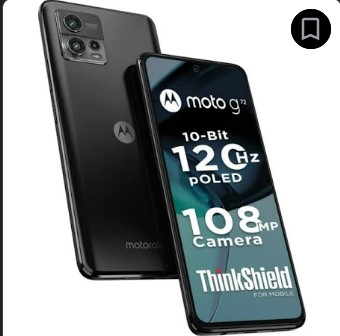 moto g72
10-Bit
120Hz
pOLED
108MP
Camera
ThinkShield
FOR MOBILE
motorola